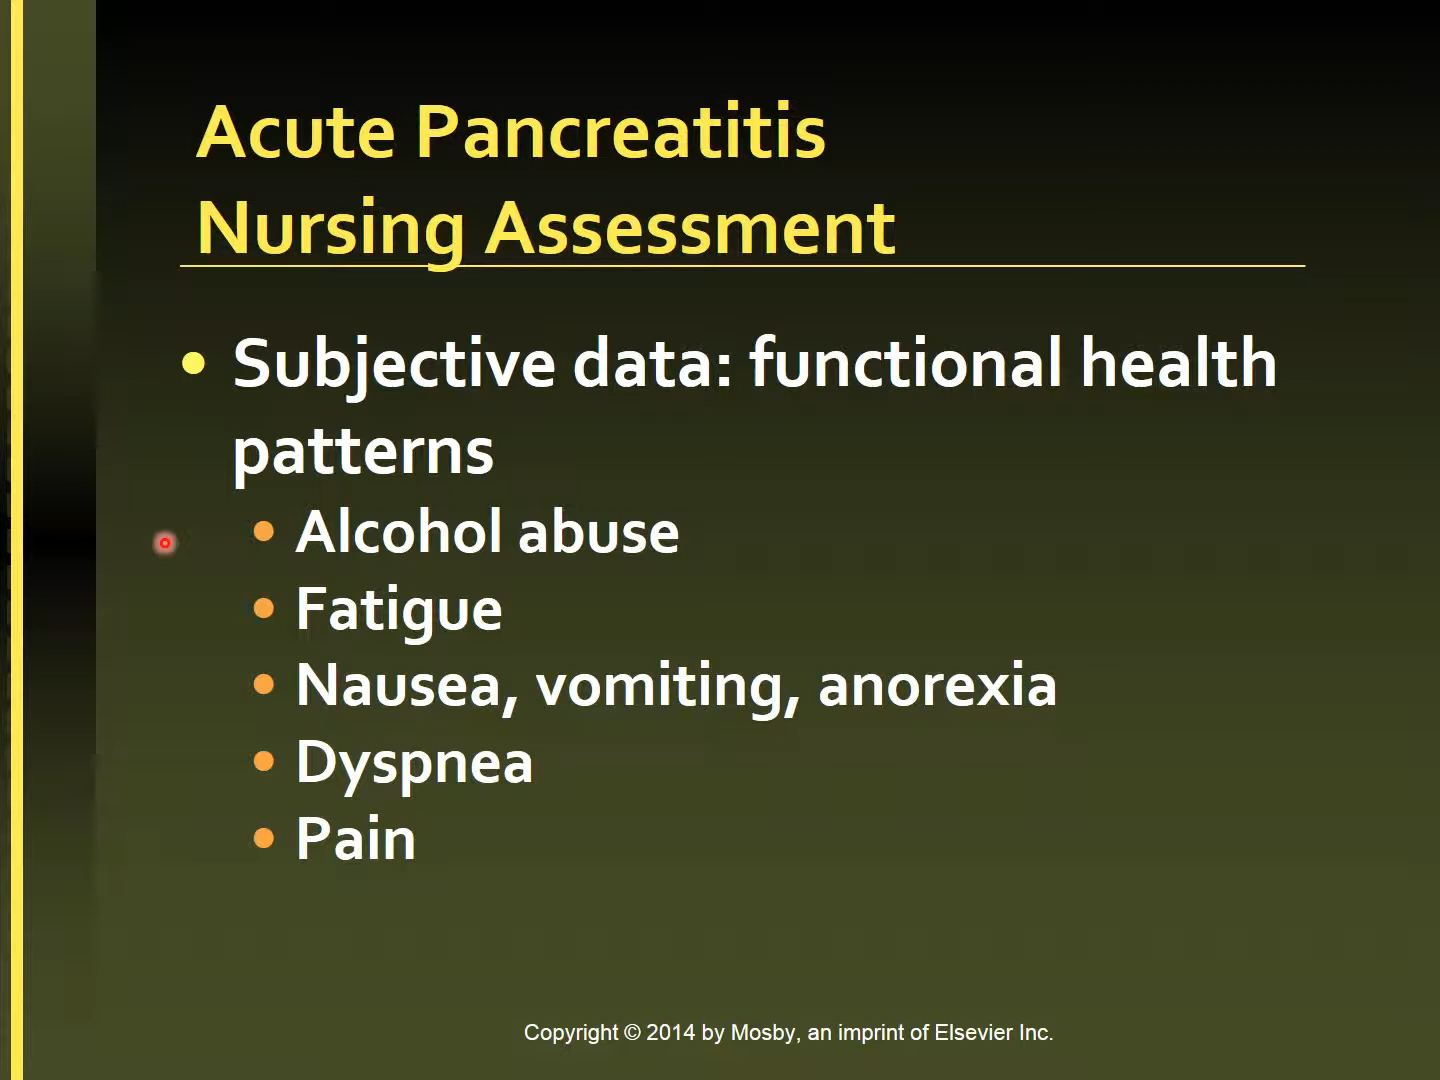 Acute Pancreatitis
Nursing Assessment
• Subjective data: functional health
patterns
• Alcohol abuse
• Fatigue
• Nausea, vomiting, anorexia
• Dyspnea
• Pain
Copyright © 2014 by Mosby, an imprint of Elsevier Inc.